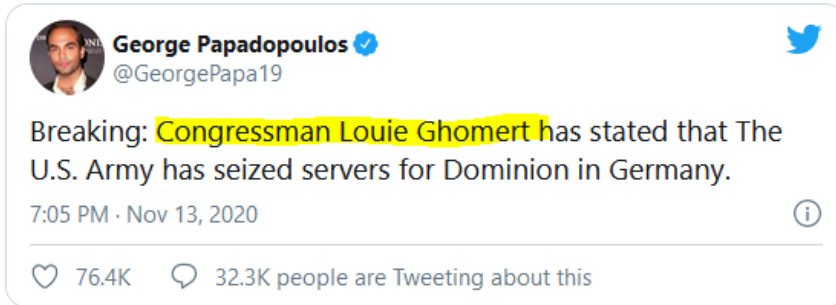 George Papadopoulos
@GeorgePapa19
Breaking: Congressman Louie Ghomert has stated that The
U.S. Army has seized servers for Dominion in Germany.
7:05 PM · Nov 13, 2020
76.4K 32.3K people are Tweeting about this